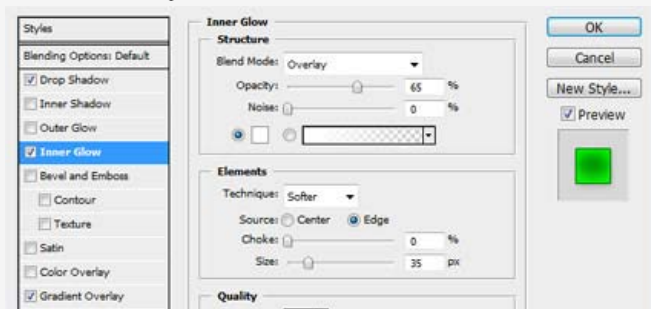 Styles
Blending Options: Default
Drop Shadow
Inner Shadow
Outer Glow
Inner Glow
Bevel and Emboss
Contour
Texture
Satin
Color Overlay
Gradient Overlay
Inner Glow
Structure
Blend Mode: Overlay
Opacity: 65 %
Noise: 0 %
Elements
Technique: Softer
Source: Center Edge
Choke: 0 %
Size: 35 px
Quality
OK
Cancel
New Style...
Preview